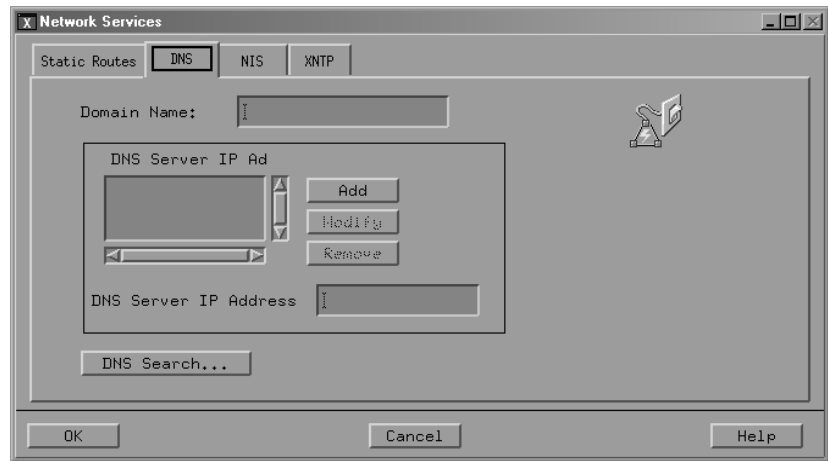 X Network Services
Static Routes DNS NIS XNTP
Domain Name:
DNS Server IP Ad
Add
Modify
Remove
DNS Server IP Address
DNS Search...
OK Cancel Help